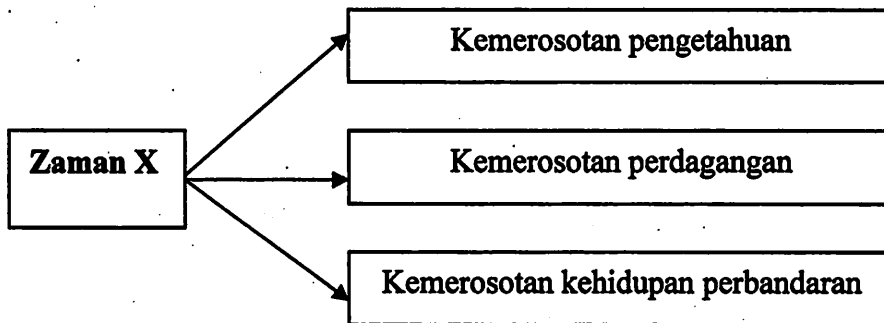 Kemerosotan pengetahuan
Zaman X
Kemerosotan perdagangan
Kemerosotan kehidupan perbandaran